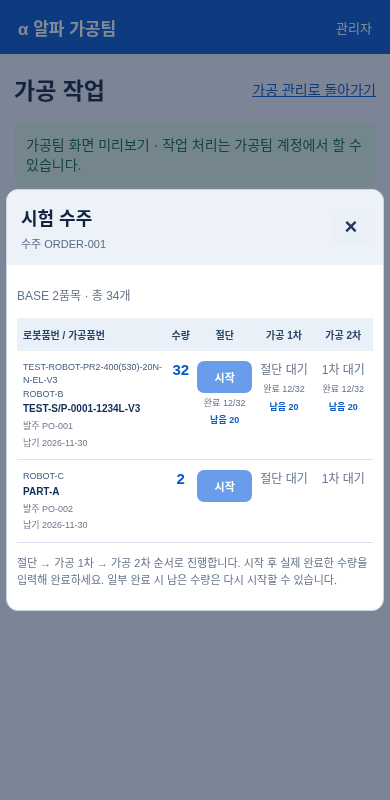 α 알파 가공팀
관리자
가공 작업
가공 관리로 돌아가기
가공팀 화면 미리보기 · 작업 처리는 가공팀 계정에서 할 수
있습니다.
시험 수주
수주 ORDER-001
×
BASE 2품목 · 총 34개
로봇품번 / 가공품번 수량 절단 가공 1차 가공 2차
TEST-ROBOT-PR2-400(530)-20N-
N-EL-V3
ROBOT-B
TEST-S/P-0001-1234L-V3
발주 PO-001
납기 2026-11-30
32
시작
완료 12/32
남음 20
절단 대기
완료 12/32
남음 20
1차 대기
완료 12/32
남음 20
ROBOT-C
PART-A
발주 PO-002
납기 2026-11-30
2
시작
절단 대기
1차 대기
절단 → 가공 1차 → 가공 2차 순서로 진행합니다. 시작 후 실제 완료한 수량을
입력해 완료하세요. 일부 완료 시 남은 수량은 다시 시작할 수 있습니다.